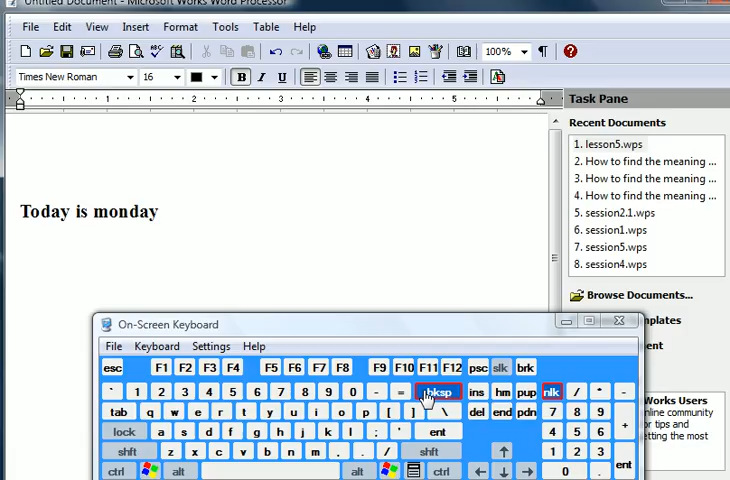 Untitled Document - Microsoft Works Word Processor
File Edit View Insert Format Tools Table Help
100%
Times New Roman 16 B I U
1 2 3 4 5
Task Pane
Recent Documents
1. lesson5.wps
2. How to find the meaning ...
3. How to find the meaning ...
4. How to find the meaning ...
5. session2.1.wps
6. session1.wps
7. session5.wps
8. session4.wps
Browse Documents...
Today is monday
On-Screen Keyboard
File Keyboard Settings Help
esc F1 F2 F3 F4 F5 F6 F7 F8 F9 F10 F11 F12 psc slk brk
` 1 2 3 4 5 6 7 8 9 0 - = bksp ins hm pup nlk / * -
tab q w e r t y u i o p [ ] \ del end pdn 7 8 9 +
lock a s d f g h j k l ; ' ent 4 5 6
shft z x c v b n m , . / shft ↑ 1 2 3 ent
ctrl alt alt ctrl ← ↓ → 0 .
Works Users